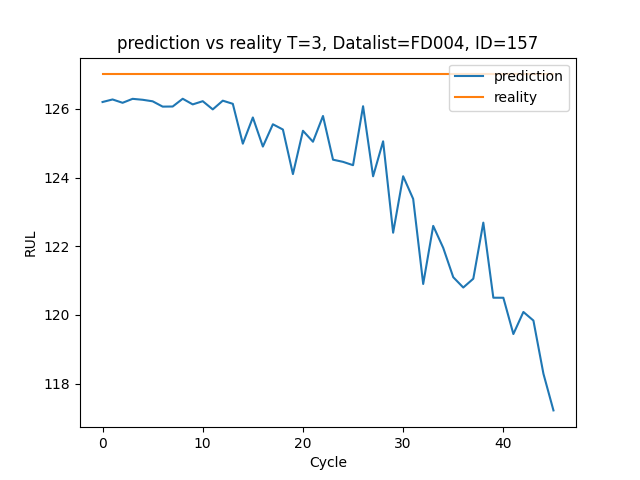 prediction vs reality T=3, Datalist=FD004, ID=157
prediction
reality
126
124
122
120
118
RUL
0 10 20 30 40
Cycle